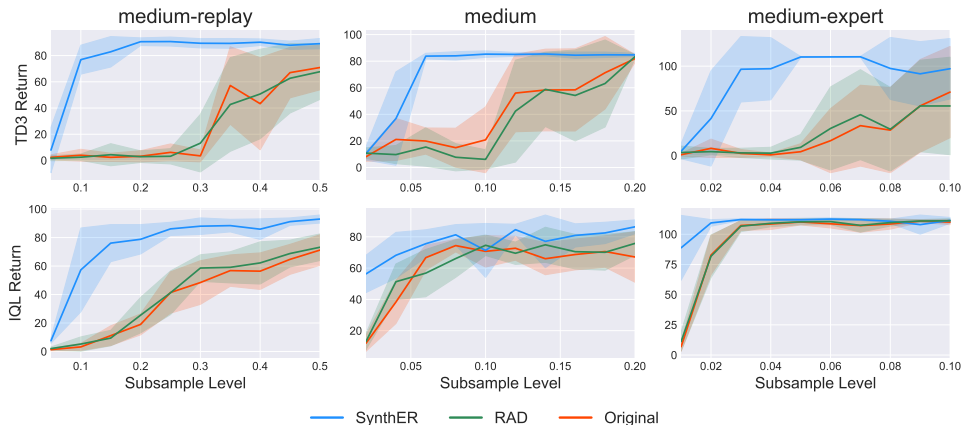 medium-replay medium medium-expert
TD3 Return
80
60
40
20
0
0.1 0.2 0.3 0.4 0.5
100
80
60
40
20
0
0.05 0.10 0.15 0.20
100
50
0
0.02 0.04 0.06 0.08 0.10
IQL Return
100
80
60
40
20
0
0.1 0.2 0.3 0.4 0.5
Subsample Level
100
80
60
40
20
0.05 0.10 0.15 0.20
Subsample Level
100
50
0
0.02 0.04 0.06 0.08 0.10
Subsample Level
SynthER RAD Original